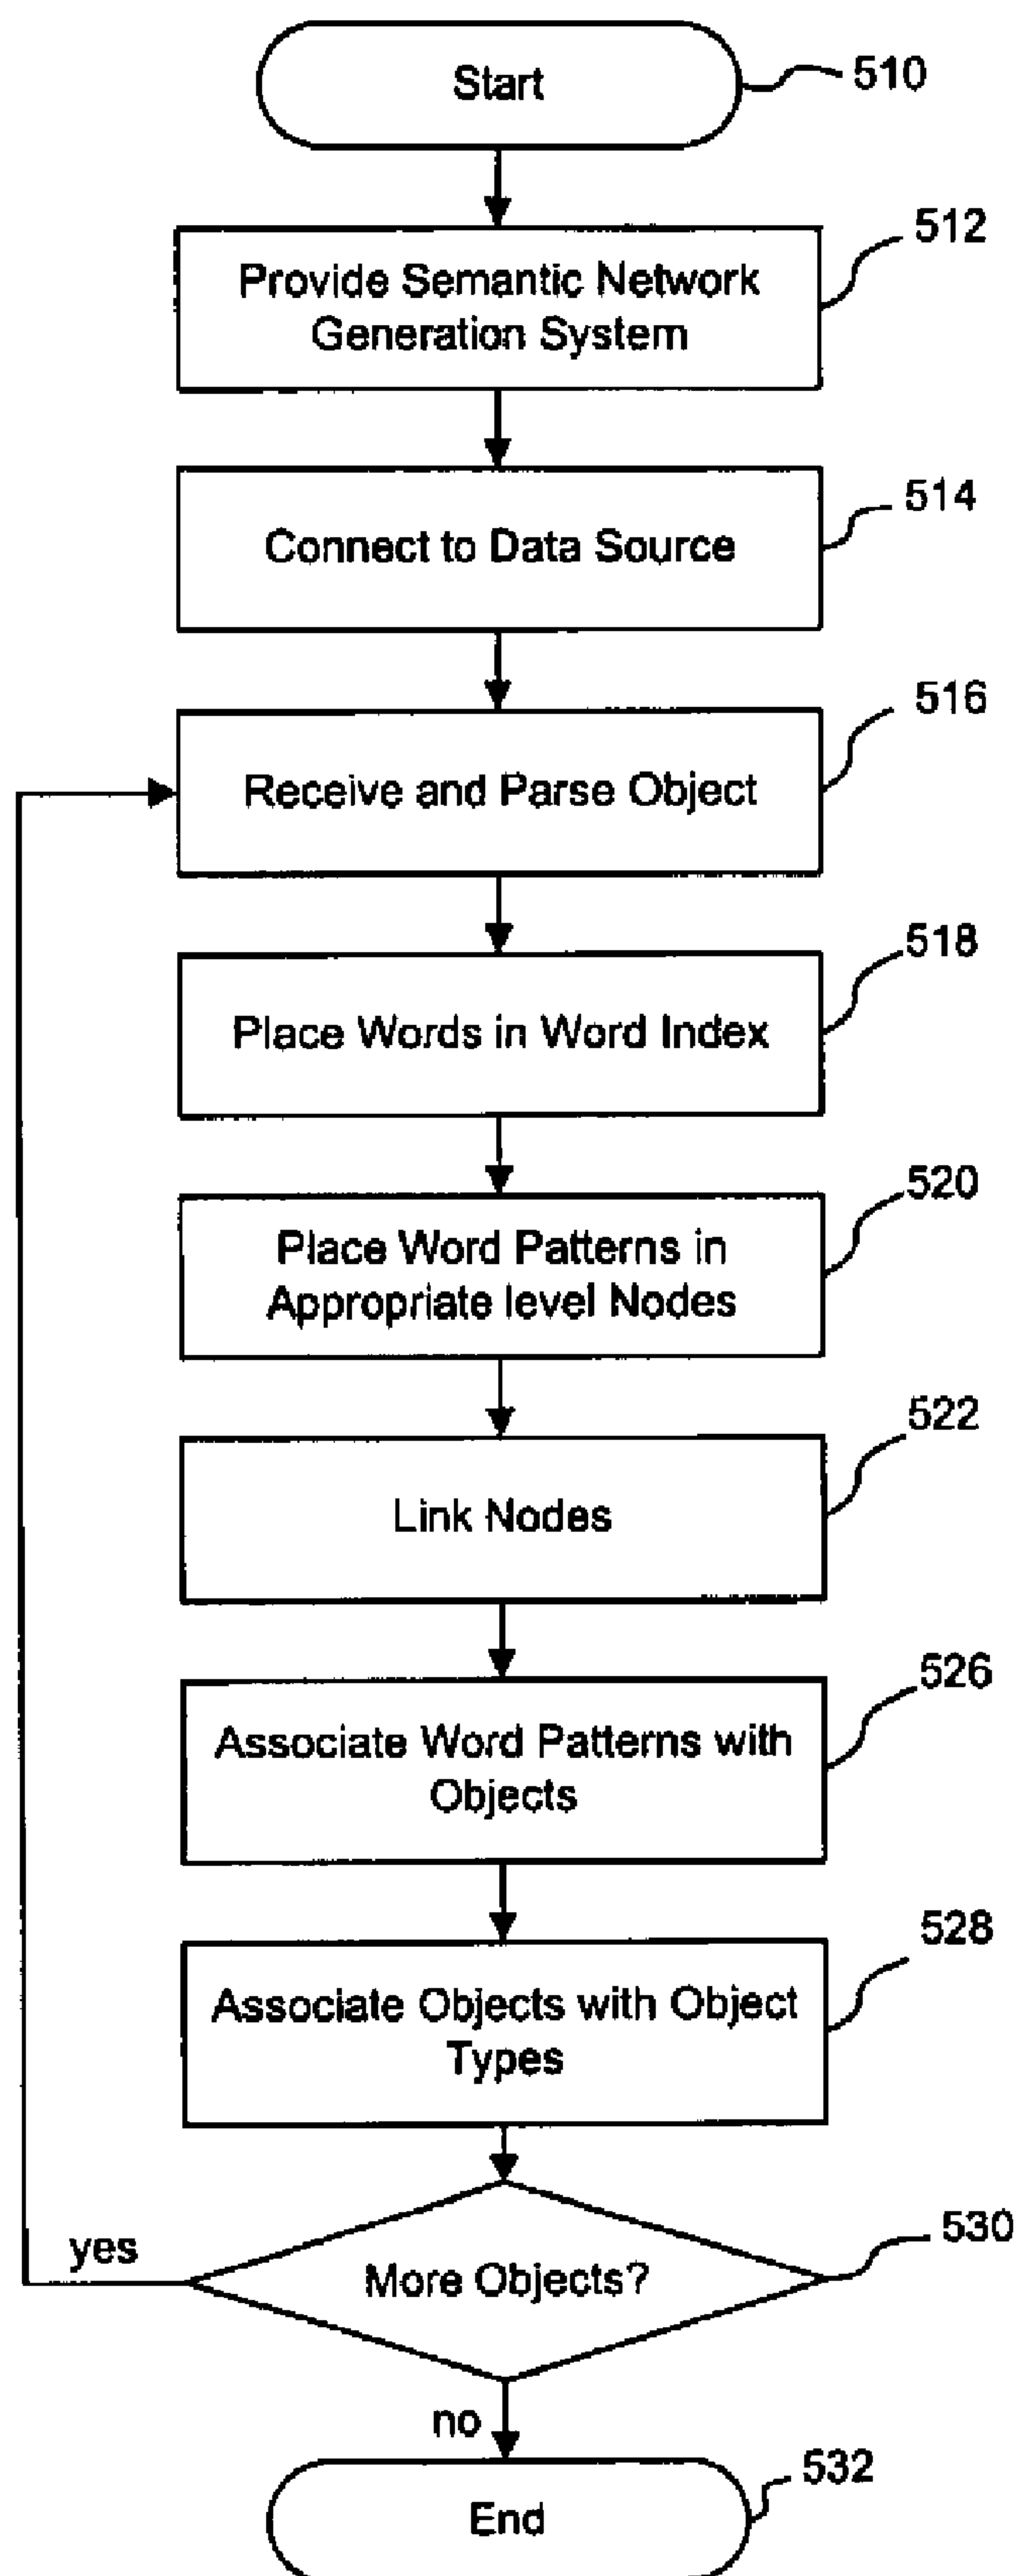 Start
510
Provide Semantic Network
Generation System
512
Connect to Data Source
514
Receive and Parse Object
516
Place Words in Word Index
518
Place Word Patterns in
Appropriate level Nodes
520
Link Nodes
522
Associate Word Patterns with
Objects
526
Associate Objects with Object
Types
528
More Objects?
530
yes
no
End
532